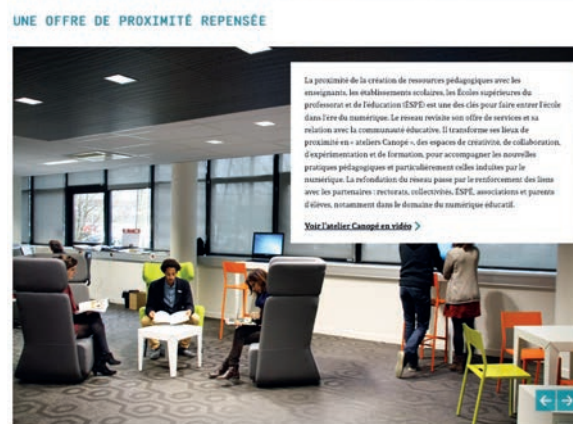 UNE OFFRE DE PROXIMITÉ REPENSÉE
La proximité de la création de ressources pédagogiques avec les
enseignants, les établissements scolaires, les Écoles supérieures du
professorat et de l'éducation (ÉSPÉ) est une des clés pour faire entrer l'école
dans l'ère du numérique. Le réseau revisite son offre de services et sa
relation avec la communauté éducative. Il transforme ses lieux de
proximité en « ateliers Canopé », des espaces de créativité, de collaboration,
d'expérimentation et de formation, pour accompagner les nouvelles
pratiques pédagogiques et particulièrement celles induites par le
numérique. La refondation du réseau passe par le renforcement des liens
avec les partenaires : rectorats, collectivités, ÉSPÉ, associations et parents
d'élèves, notamment dans le domaine du numérique éducatif.
Voir l'atelier Canopé en vidéo